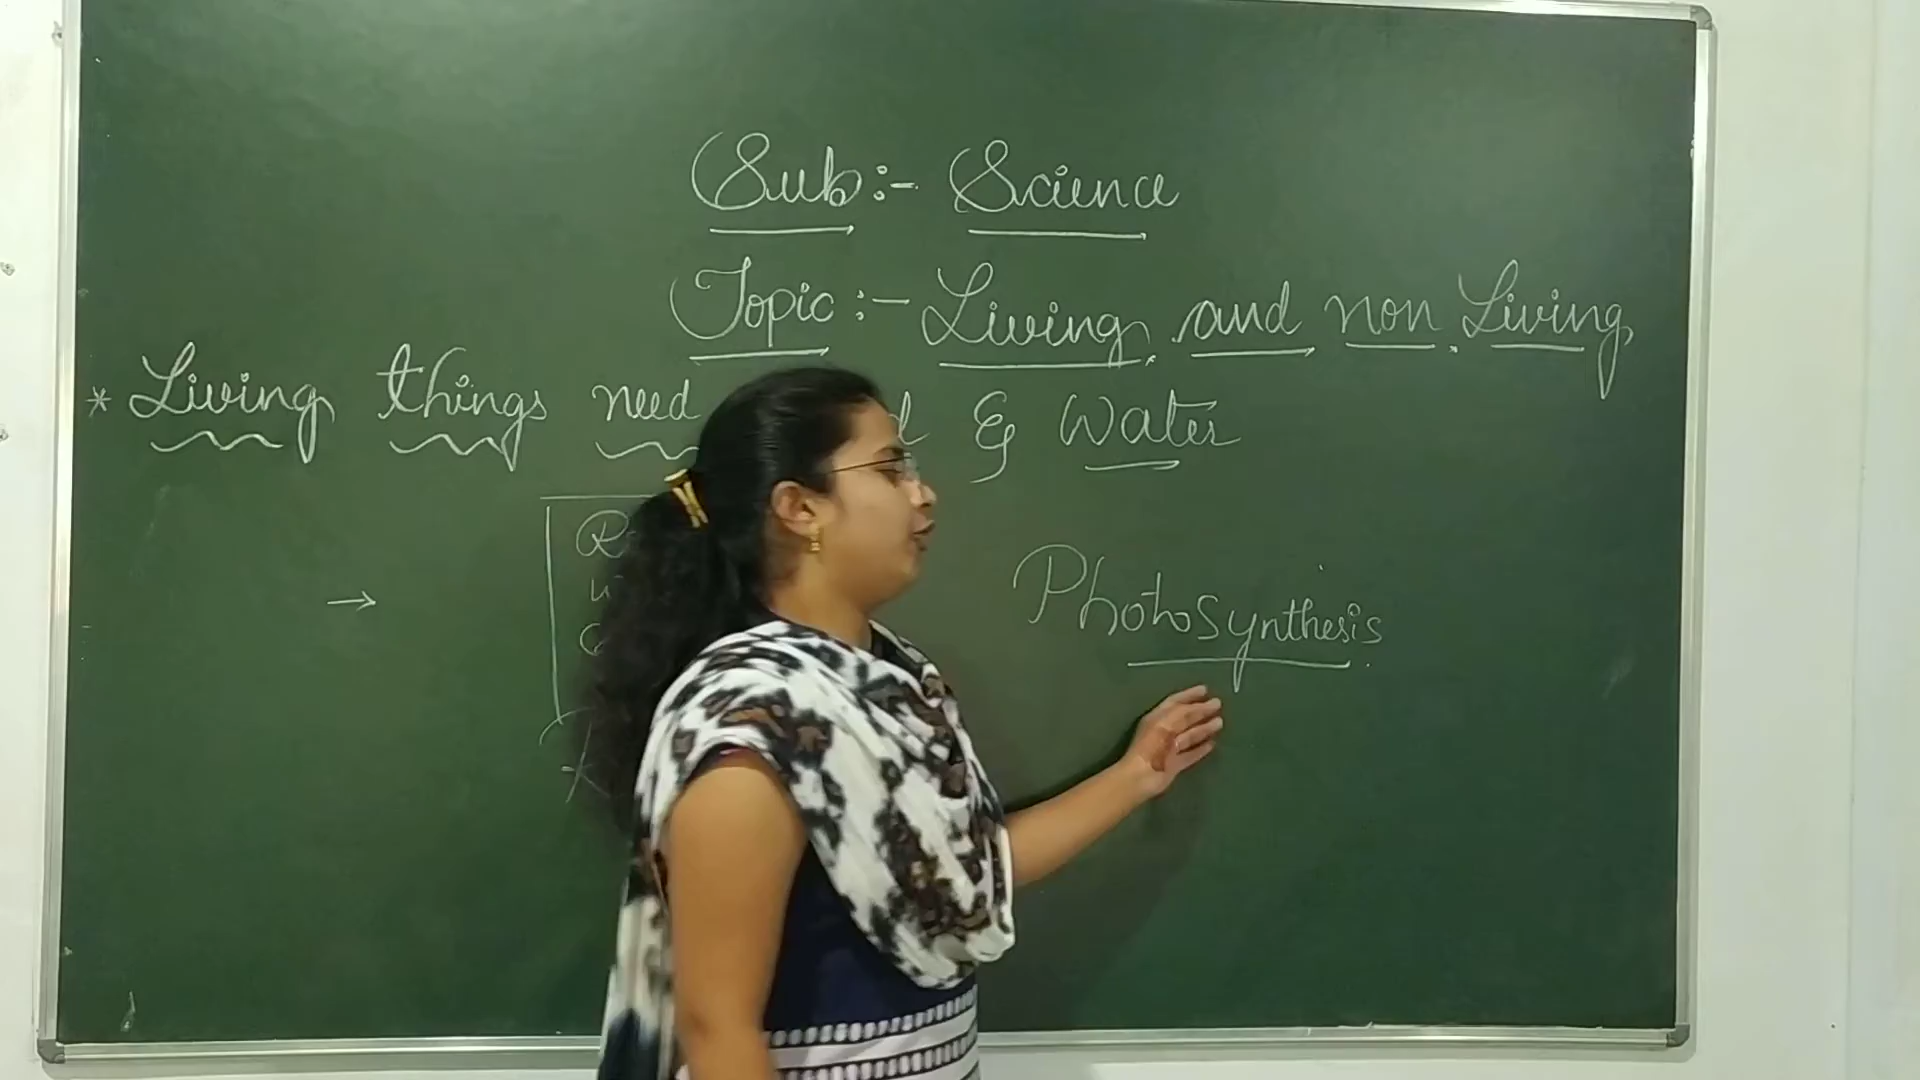 Sub:- Science
Topic:- Living and non Living
* Living things need & Water
→
Photosynthesis